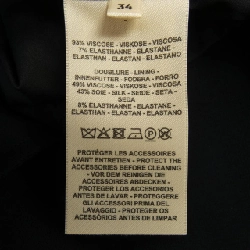 34
93% VISCOSE - VISKOSE - VISCOSA
7% ELASTHANNE - ELASTANE
ELASTHAN - ELASTAN - ELASTANE
DOUBLURE - LINING -
INNENFUTTER - FODERA - FORRO
49% VISCOSE - VISKOSE - VISCOSA
43% SOIE - SILK - SEIDE - SETA -
SEDA
8% ELASTHANNE - ELASTANE
ELASTHAN - ELASTAN - ELASTANE
PROTÉGER LES ACCESSOIRES
AVANT ENTRETIEN - PROTECT THE
ACCESSORIES BEFORE CLEANING
- VOR DEM REINIGEN DIE
ACCESSOIRES ABDECKEN -
PROTEGER LOS ACCESORIOS
ANTES DE LAVAR - PROTEGGERE
GLI ACCESSORI PRIMA DEL
LAVAGGIO - PROTEGER OS
ACESSÓRIOS ANTES DE LIMPAR